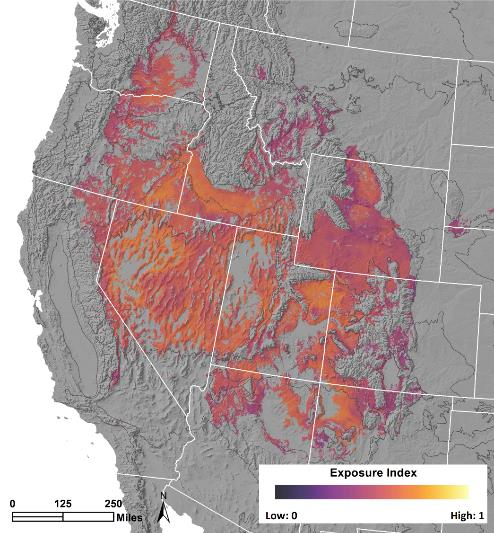 Exposure Index
Low: 0 High: 1
0 125 250
Miles
N